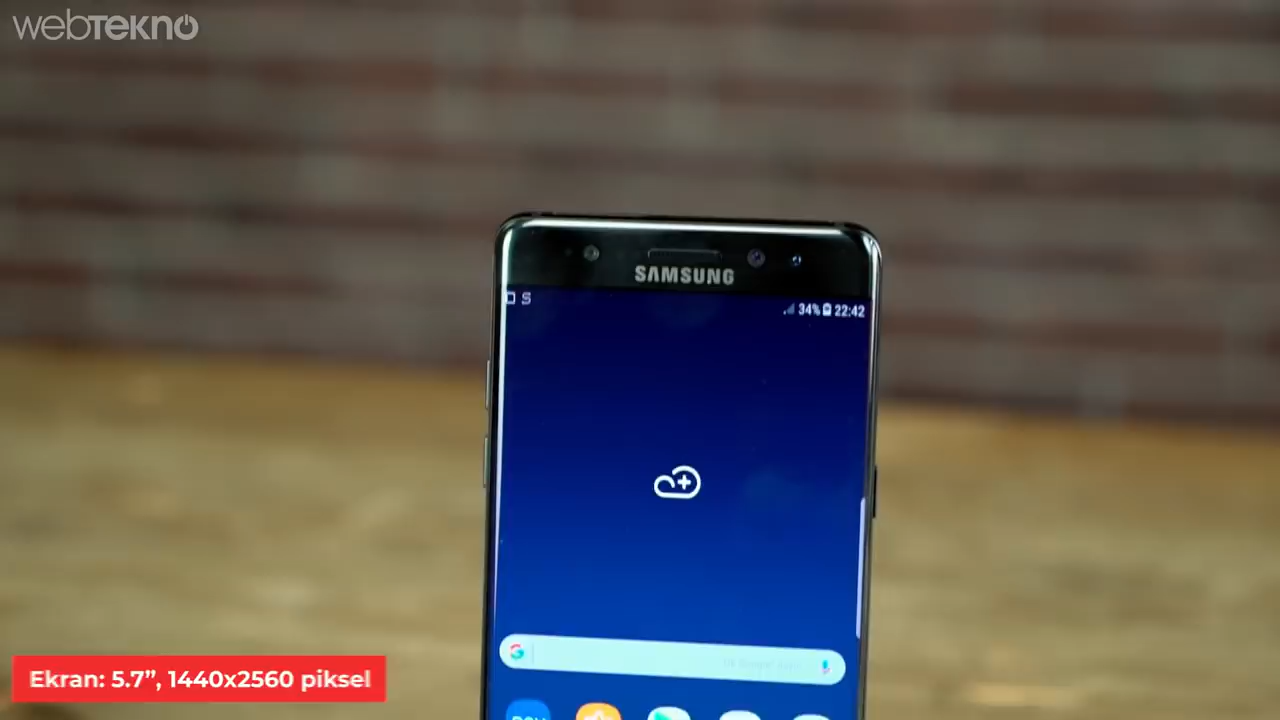 webTEKNO
SAMSUNG
S
34% 22:42
Ekran: 5.7”, 1440x2560 piksel